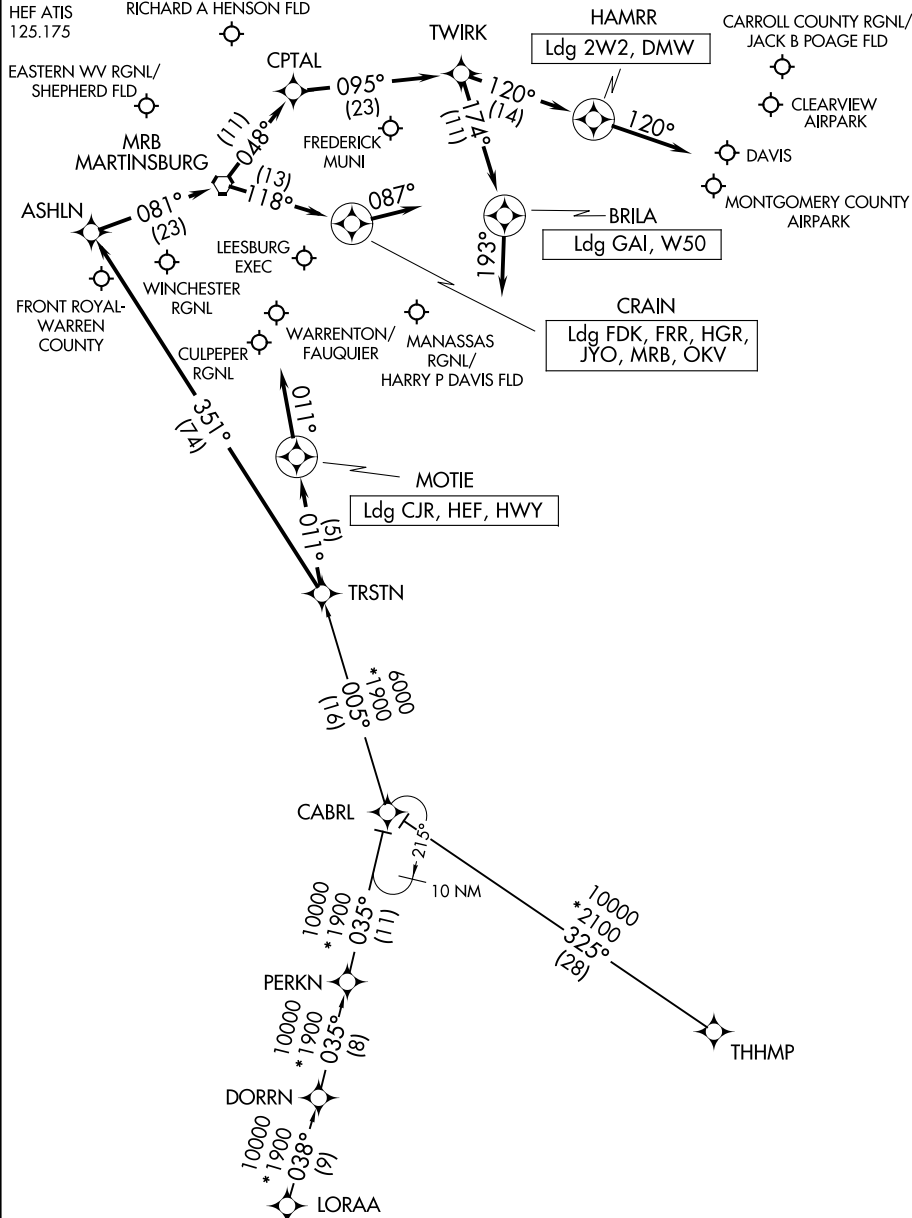 HEF ATIS
125.175
RICHARD A HENSON FLD
HAMRR
Ldg 2W2, DMW
CARROLL COUNTY RGNL/
JACK B POAGE FLD
TWIRK
CPTAL
095°
(23)
120°
(14)
120°
174°
(11)
EASTERN WV RGNL/
SHEPHERD FLD
CLEARVIEW
AIRPARK
(11)
048°
FREDERICK
MUNI
MRB
MARTINSBURG
DAVIS
MONTGOMERY COUNTY
AIRPARK
(13)
118°
087°
ASHLN
081°
(23)
BRILA
Ldg GAI, W50
193°
LEESBURG
EXEC
WINCHESTER
RGNL
FRONT ROYAL-
WARREN
COUNTY
CRAIN
Ldg FDK, FRR, HGR,
JYO, MRB, OKV
WARRENTON/
FAUQUIER
CULPEPER
RGNL
MANASSAS
RGNL/
HARRY P DAVIS FLD
351°
(74)
011°
MOTIE
Ldg CJR, HEF, HWY
011°
(5)
TRSTN
6000
*1900
005°
(16)
CABRL
215°
10 NM
10000
*1900
035°
(11)
10000
*2100
325°
(28)
PERKN
THHMP
10000
*1900
035°
(8)
DORRN
10000
*1900
038°
(9)
LORAA